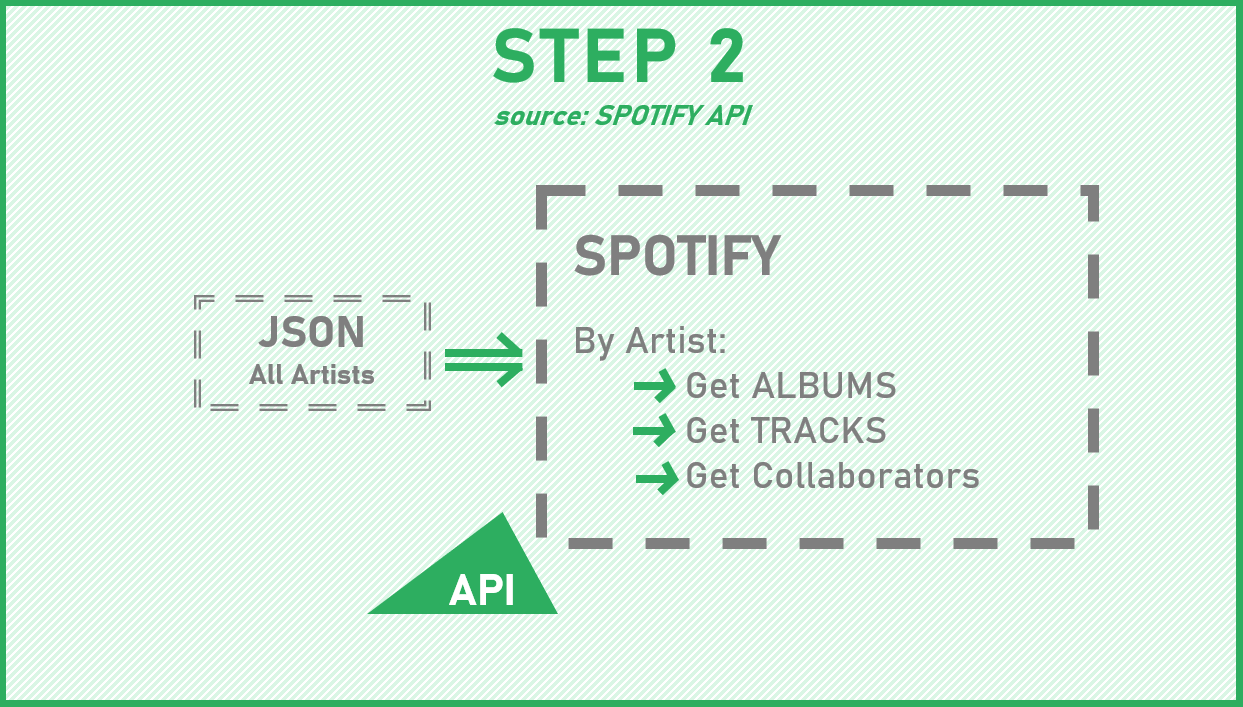 STEP 2
source: SPOTIFY API
JSON
All Artists
SPOTIFY
By Artist:
Get ALBUMS
Get TRACKS
Get Collaborators
API